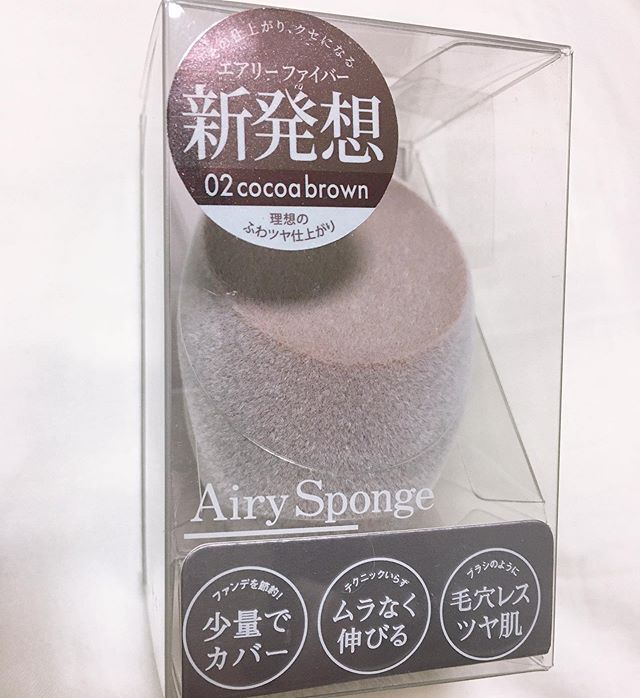 の仕上がり、クセになる
エアリーファイバー
新発想
02 cocoabrown
理想の
ふわツヤ仕上がり
Airy Sponge
ファンデを節約!
少量で
カバー
テクニックいらず
ムラなく
伸びる
ブラシのように
毛穴レス
ツヤ肌